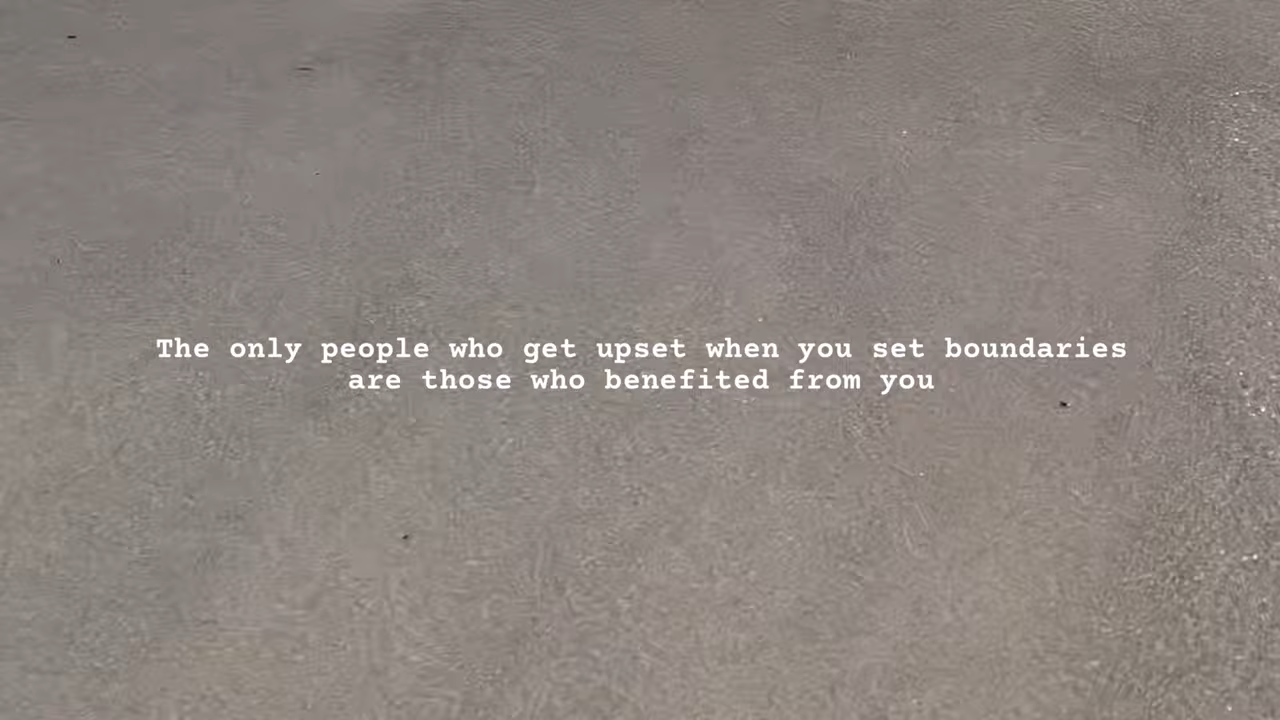 The only people who get upset when you set boundaries
are those who benefited from you